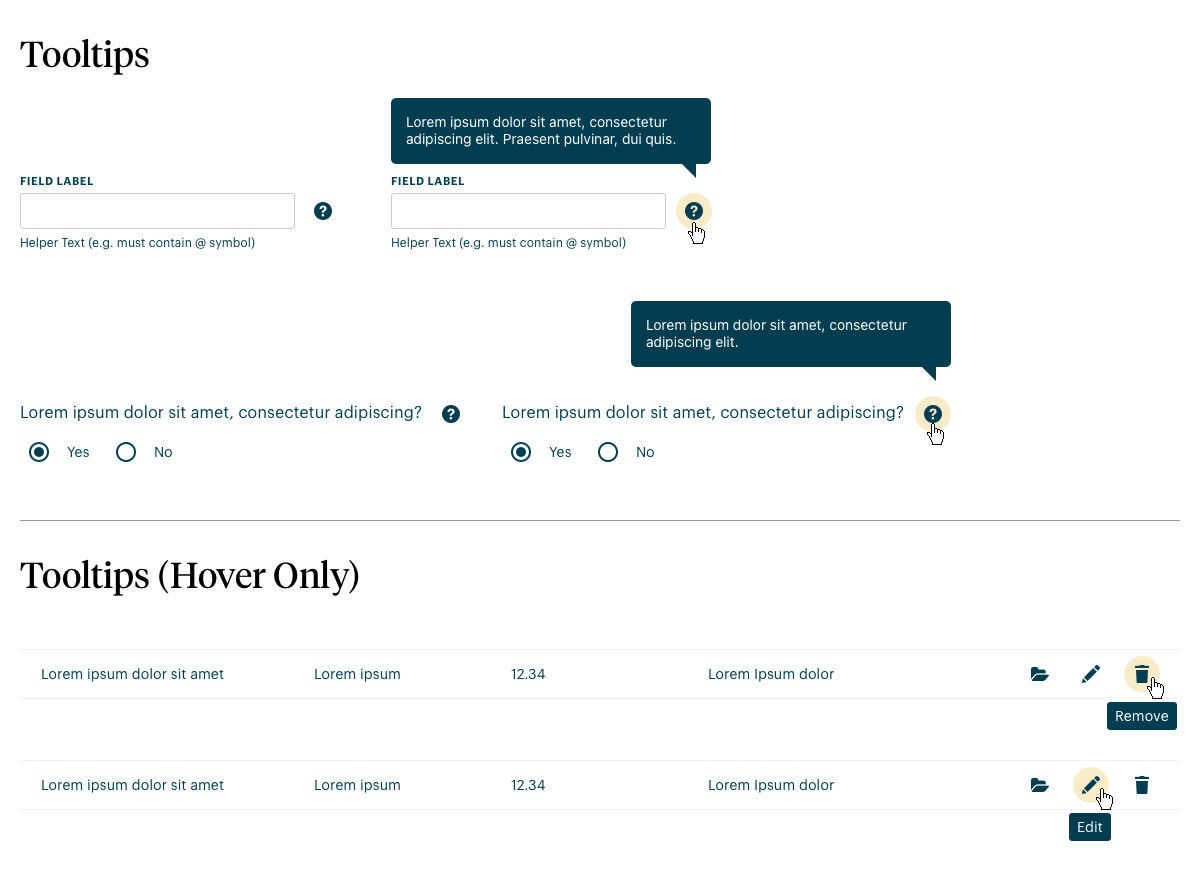 Tooltips
Lorem ipsum dolor sit amet, consectetur
adipiscing elit. Praesent pulvinar, dui quis.
FIELD LABEL
FIELD LABEL
?
?
Helper Text (e.g. must contain @ symbol)
Helper Text (e.g. must contain @ symbol)
Lorem ipsum dolor sit amet, consectetur
adipiscing elit.
Lorem ipsum dolor sit amet, consectetur adipiscing? ?
Lorem ipsum dolor sit amet, consectetur adipiscing? ?
Yes No
Yes No
Tooltips (Hover Only)
Lorem ipsum dolor sit amet Lorem ipsum 12.34 Lorem Ipsum dolor
Remove
Lorem ipsum dolor sit amet Lorem ipsum 12.34 Lorem Ipsum dolor
Edit